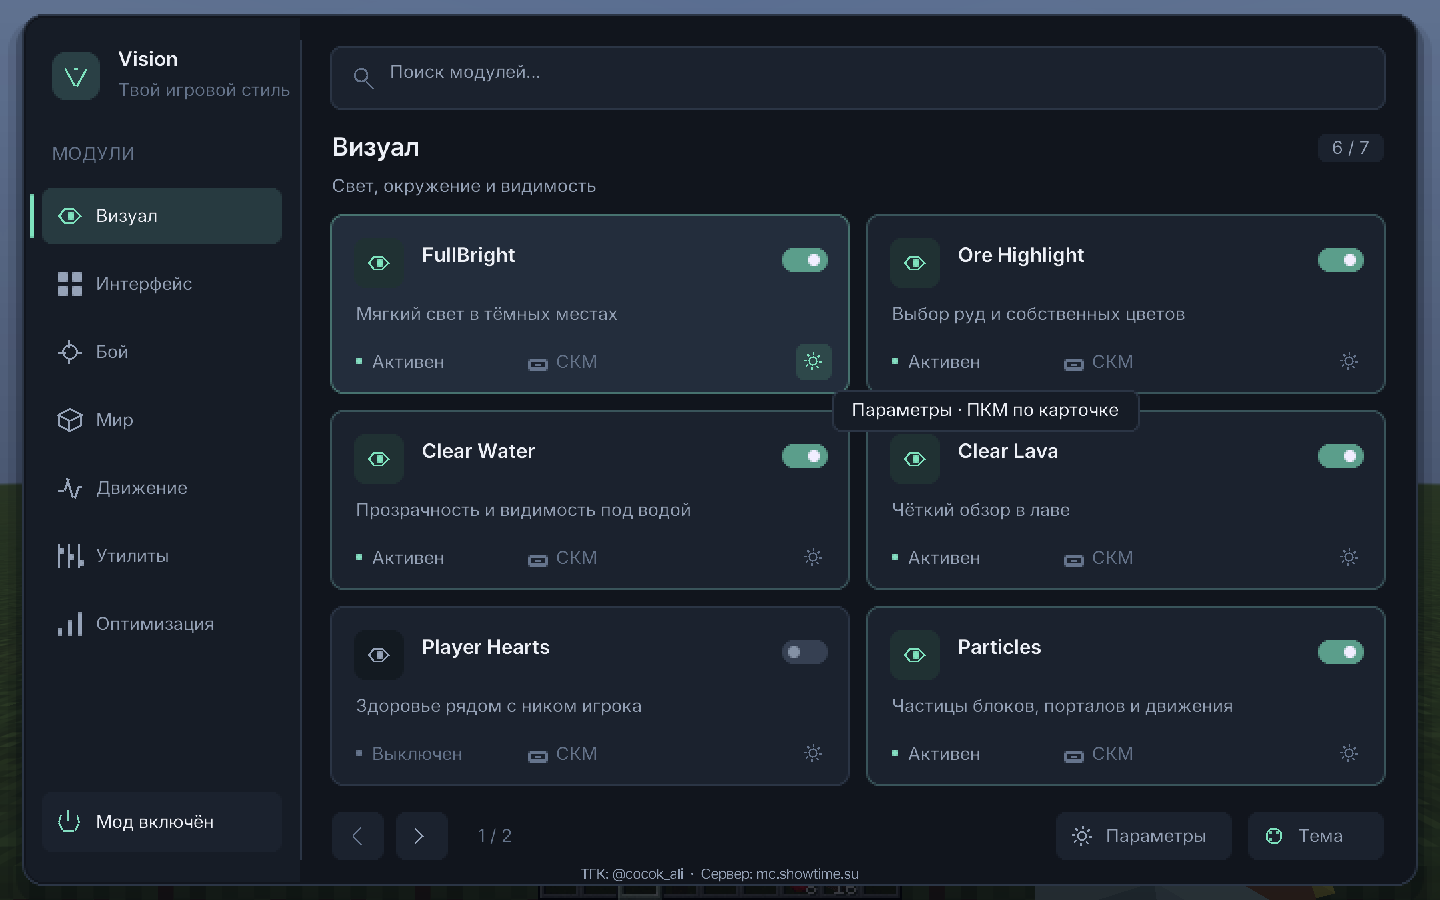 Vision
Твой игровой стиль
МОДУЛИ
Визуал
Интерфейс
Бой
Мир
Движение
Утилиты
Оптимизация
Мод включён
Поиск модулей...
Визуал
6 / 7
Свет, окружение и видимость
FullBright
Мягкий свет в тёмных местах
Активен
СКМ
Ore Highlight
Выбор руд и собственных цветов
Активен
СКМ
Параметры · ПКМ по карточке
Clear Water
Прозрачность и видимость под водой
Активен
СКМ
Clear Lava
Чёткий обзор в лаве
Активен
СКМ
Player Hearts
Здоровье рядом с ником игрока
Выключен
СКМ
Particles
Частицы блоков, порталов и движения
Активен
СКМ
1 / 2
Параметры
Тема
ТГК: @cocok_ali · Сервер: mc.showtime.su